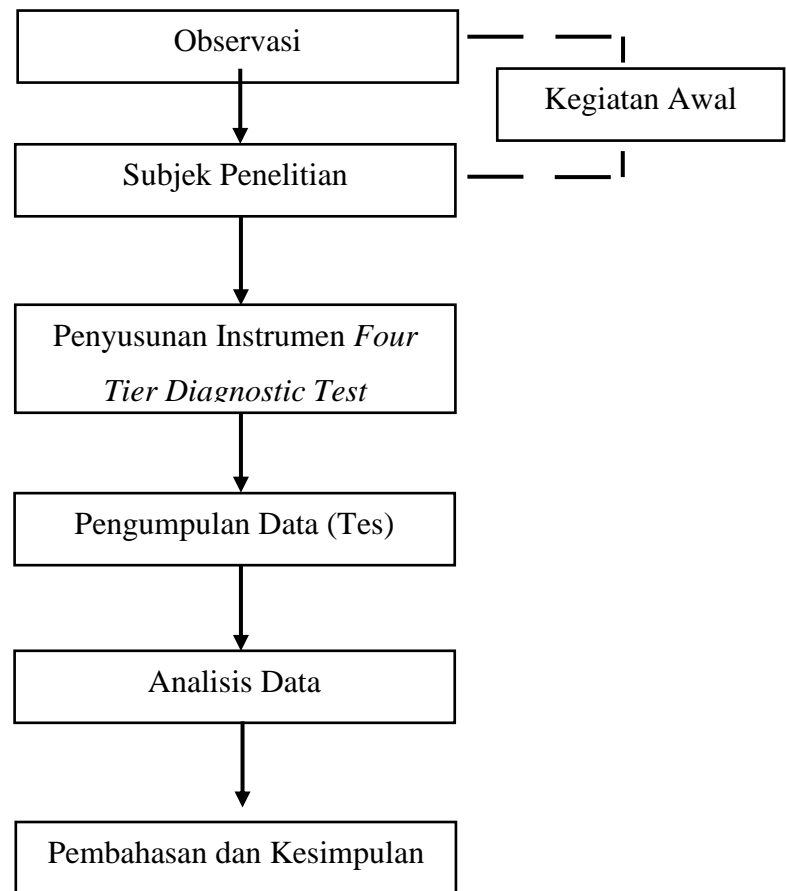 Observasi
Kegiatan Awal
Subjek Penelitian
Penyusunan Instrumen Four
Tier Diagnostic Test
Pengumpulan Data (Tes)
Analisis Data
Pembahasan dan Kesimpulan